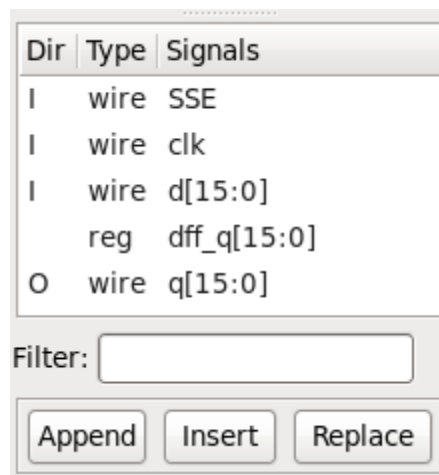 Dir Type Signals
I wire SSE
I wire clk
I wire d[15:0]
reg dff_q[15:0]
O wire q[15:0]
Filter:
Append Insert Replace